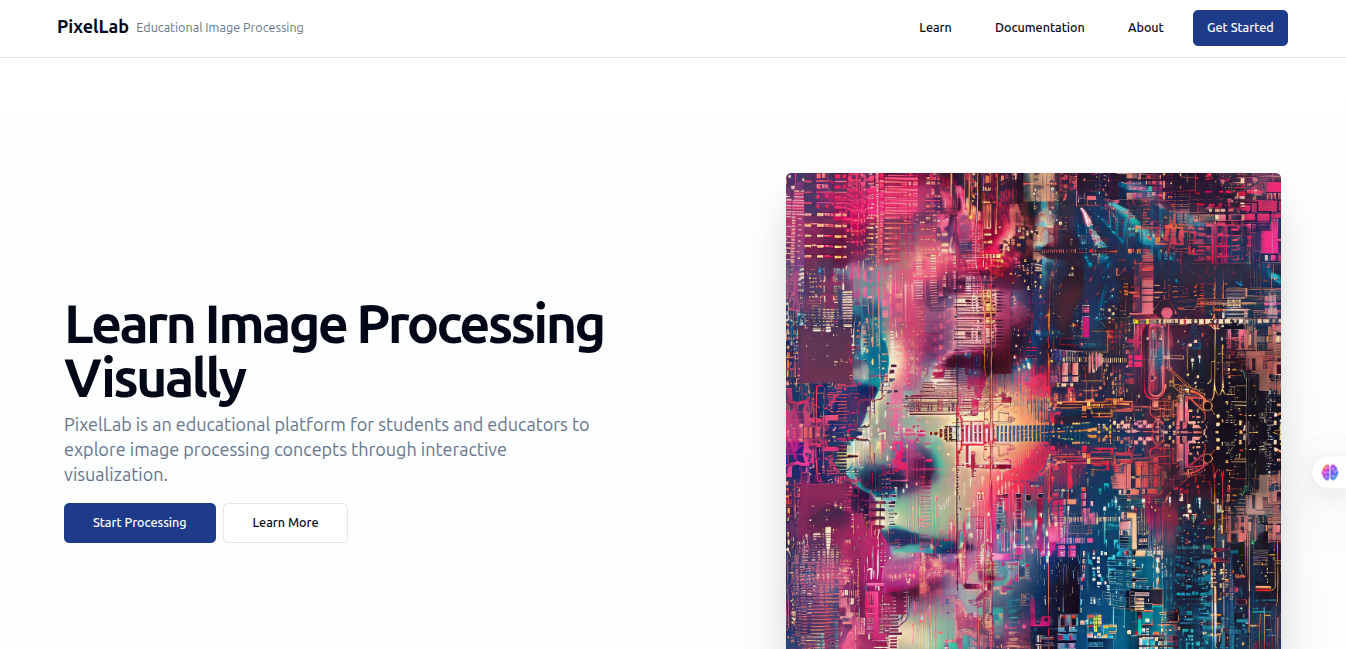 PixelLab Educational Image Processing
Learn Documentation About Get Started
Learn Image Processing
Visually
PixelLab is an educational platform for students and educators to
explore image processing concepts through interactive
visualization.
Start Processing Learn More